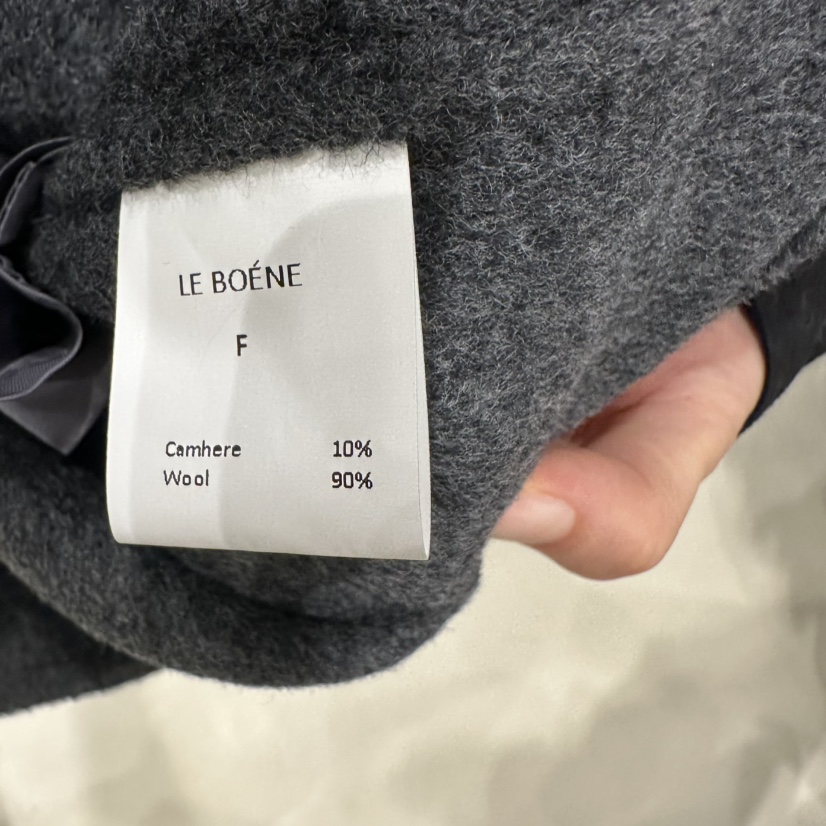 LE BOÉNE
F
Camhere 10%
Wool 90%